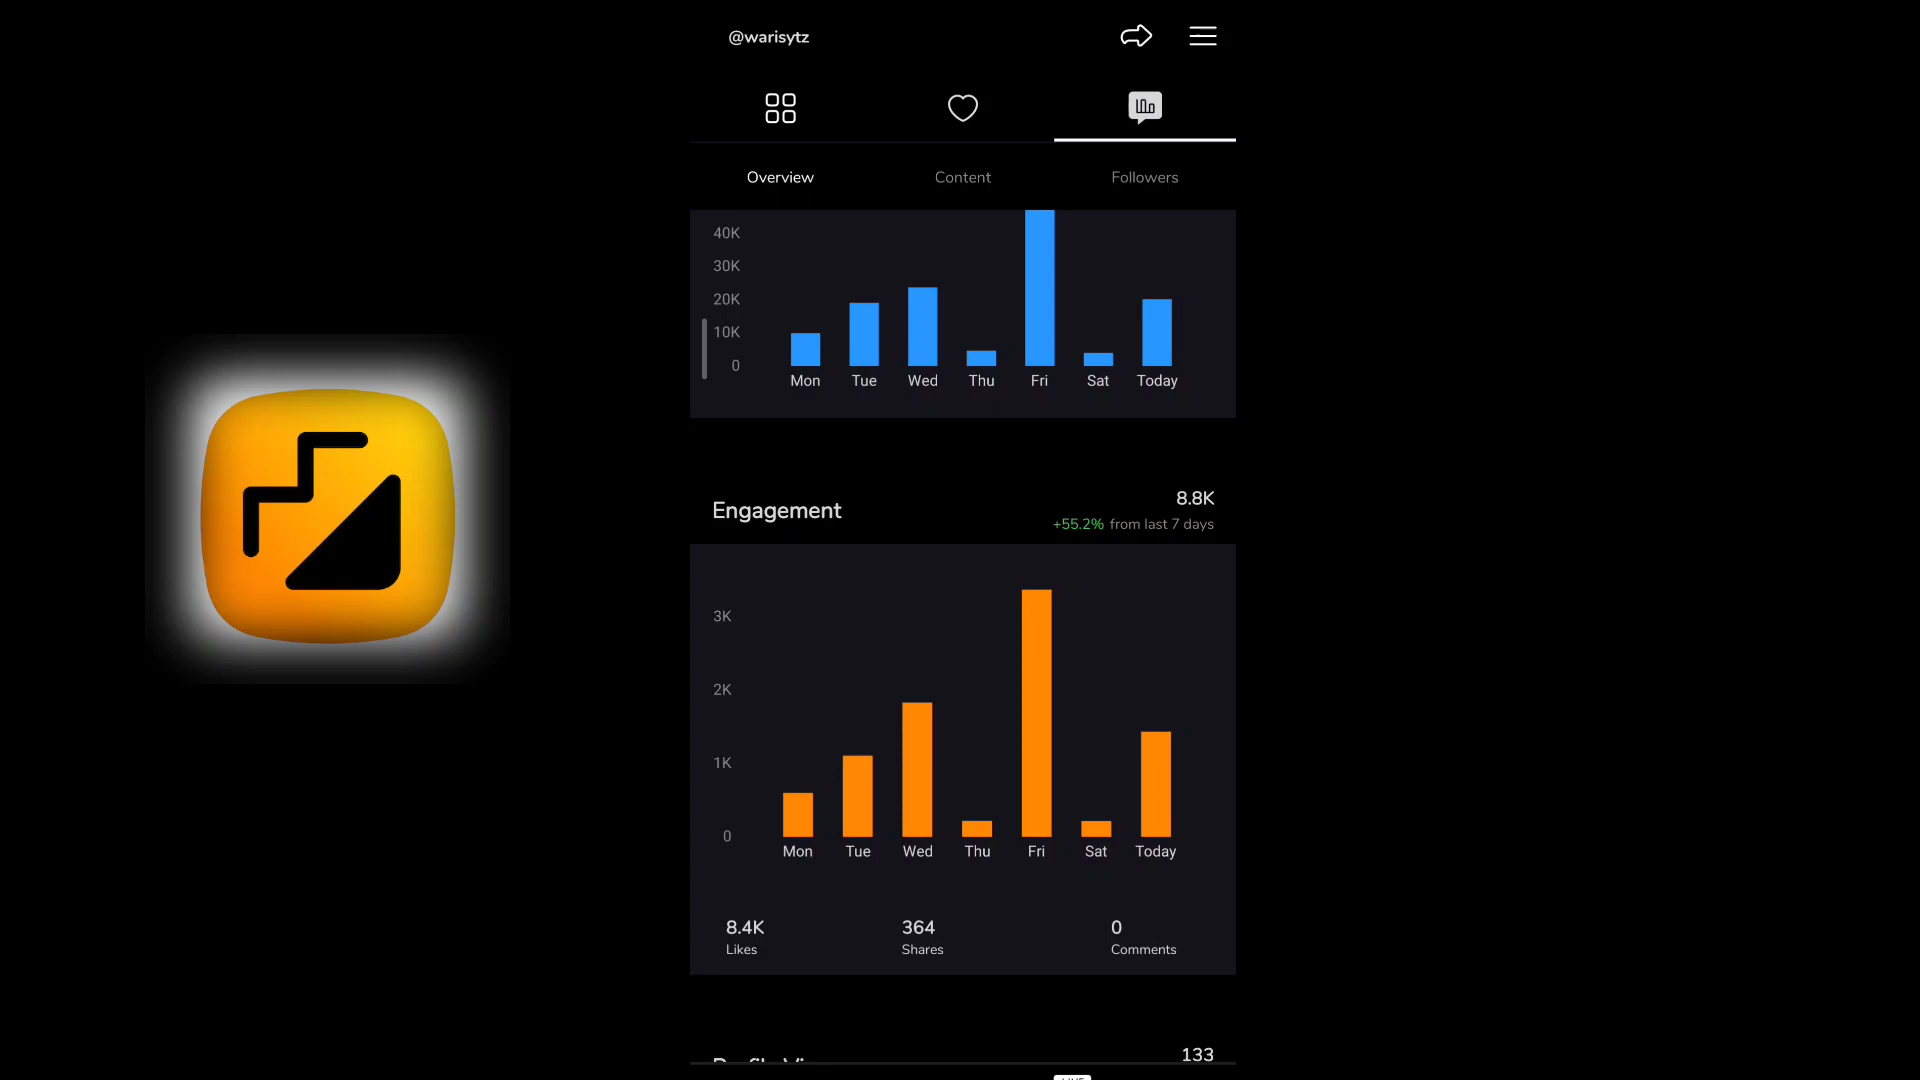 @warisytz
Overview Content Followers
40K
30K
20K
10K
0
Mon Tue Wed Thu Fri Sat Today
Engagement
8.8K
+55.2% from last 7 days
3K
2K
1K
0
Mon Tue Wed Thu Fri Sat Today
8.4K 364 0
Likes Shares Comments
133